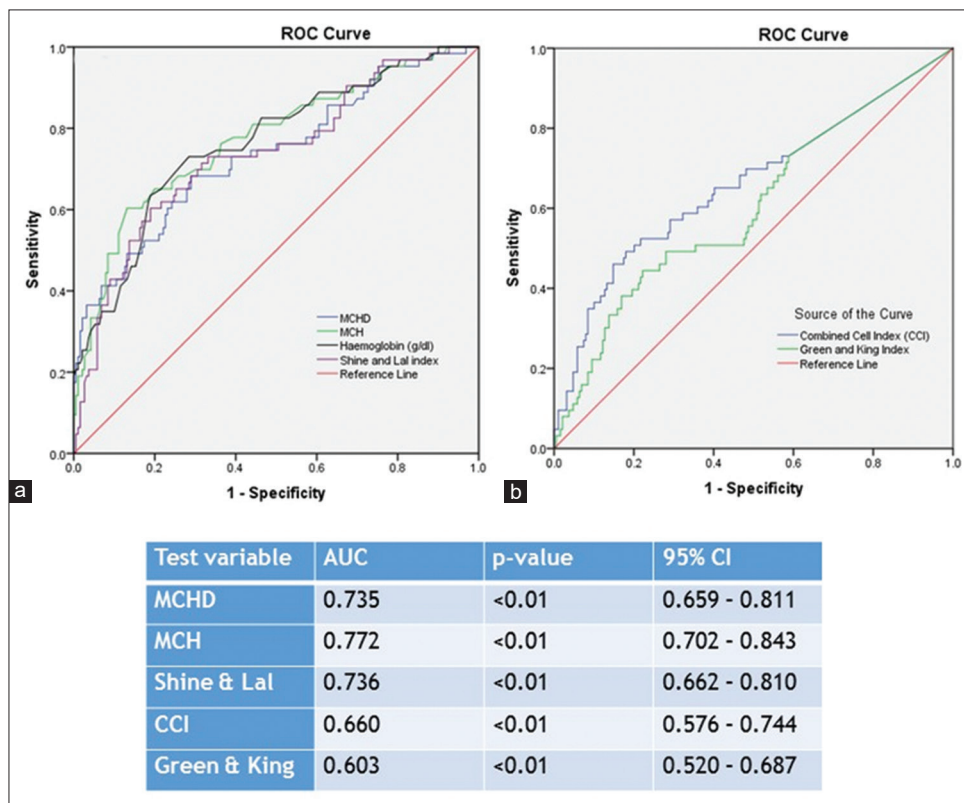 ROC Curve
1.0
0.8
0.6
0.4
0.2
0.0
Sensitivity
MCHD
MCH
Haemoglobin (g/dl)
Shine and Lal index
Reference Line
0.0 0.2 0.4 0.6 0.8 1.0
1 - Specificity
a
ROC Curve
1.0
0.8
0.6
0.4
0.2
0.0
Sensitivity
Source of the Curve
Combined Cell Index (CCI)
Green and King Index
Reference Line
0.0 0.2 0.4 0.6 0.8 1.0
1 - Specificity
b
Test variable AUC p-value 95% CI
MCHD 0.735 <0.01 0.659 - 0.811
MCH 0.772 <0.01 0.702 - 0.843
Shine & Lal 0.736 <0.01 0.662 - 0.810
CCI 0.660 <0.01 0.576 - 0.744
Green & King 0.603 <0.01 0.520 - 0.687